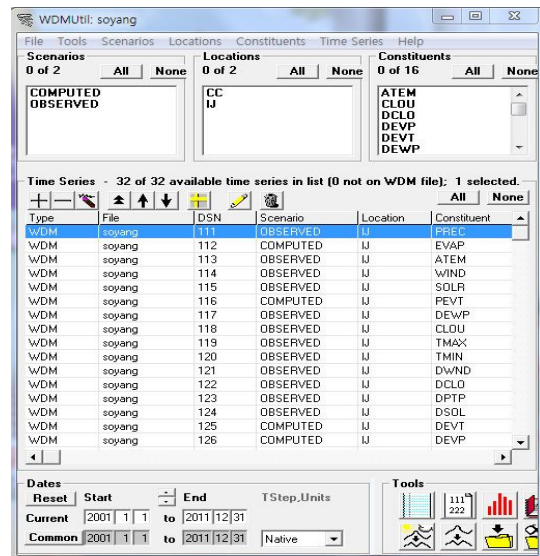 WDMUtil: soyang
File Tools Scenarios Locations Constituents Time Series Help
Scenarios
0 of 2 All None
COMPUTED
OBSERVED
Locations
0 of 2 All None
CC
IJ
Constituents
0 of 16 All None
ATEM
CLOU
DCLO
DEVP
DEVT
DEWP
Time Series - 32 of 32 available time series in list (0 not on WDM file); 1 selected.
All None
Type File DSN Scenario Location Constituent
WDM soyang 111 OBSERVED IJ PREC
WDM soyang 112 COMPUTED IJ EVAP
WDM soyang 113 OBSERVED IJ ATEM
WDM soyang 114 OBSERVED IJ WIND
WDM soyang 115 OBSERVED IJ SOLR
WDM soyang 116 COMPUTED IJ PEVT
WDM soyang 117 OBSERVED IJ DEWP
WDM soyang 118 OBSERVED IJ CLOU
WDM soyang 119 OBSERVED IJ TMAX
WDM soyang 120 OBSERVED IJ TMIN
WDM soyang 121 OBSERVED IJ DWND
WDM soyang 122 OBSERVED IJ DCLO
WDM soyang 123 OBSERVED IJ DPTP
WDM soyang 124 OBSERVED IJ DSOL
WDM soyang 125 COMPUTED IJ DEVT
WDM soyang 126 COMPUTED IJ DEVP
Dates
Reset Start End TStep,Units
Current 2001 1 1 to 2011 12 31
Common 2001 1 1 to 2011 12 31 Native
Tools
111
222